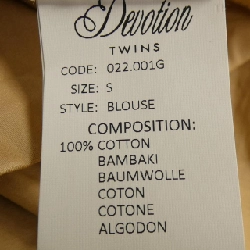 Devotion
TWINS
CODE: 022.001G
SIZE: S
STYLE: BLOUSE
COMPOSITION:
100% COTTON
BAMBAKI
BAUMWOLLE
COTON
COTONE
ALGODON